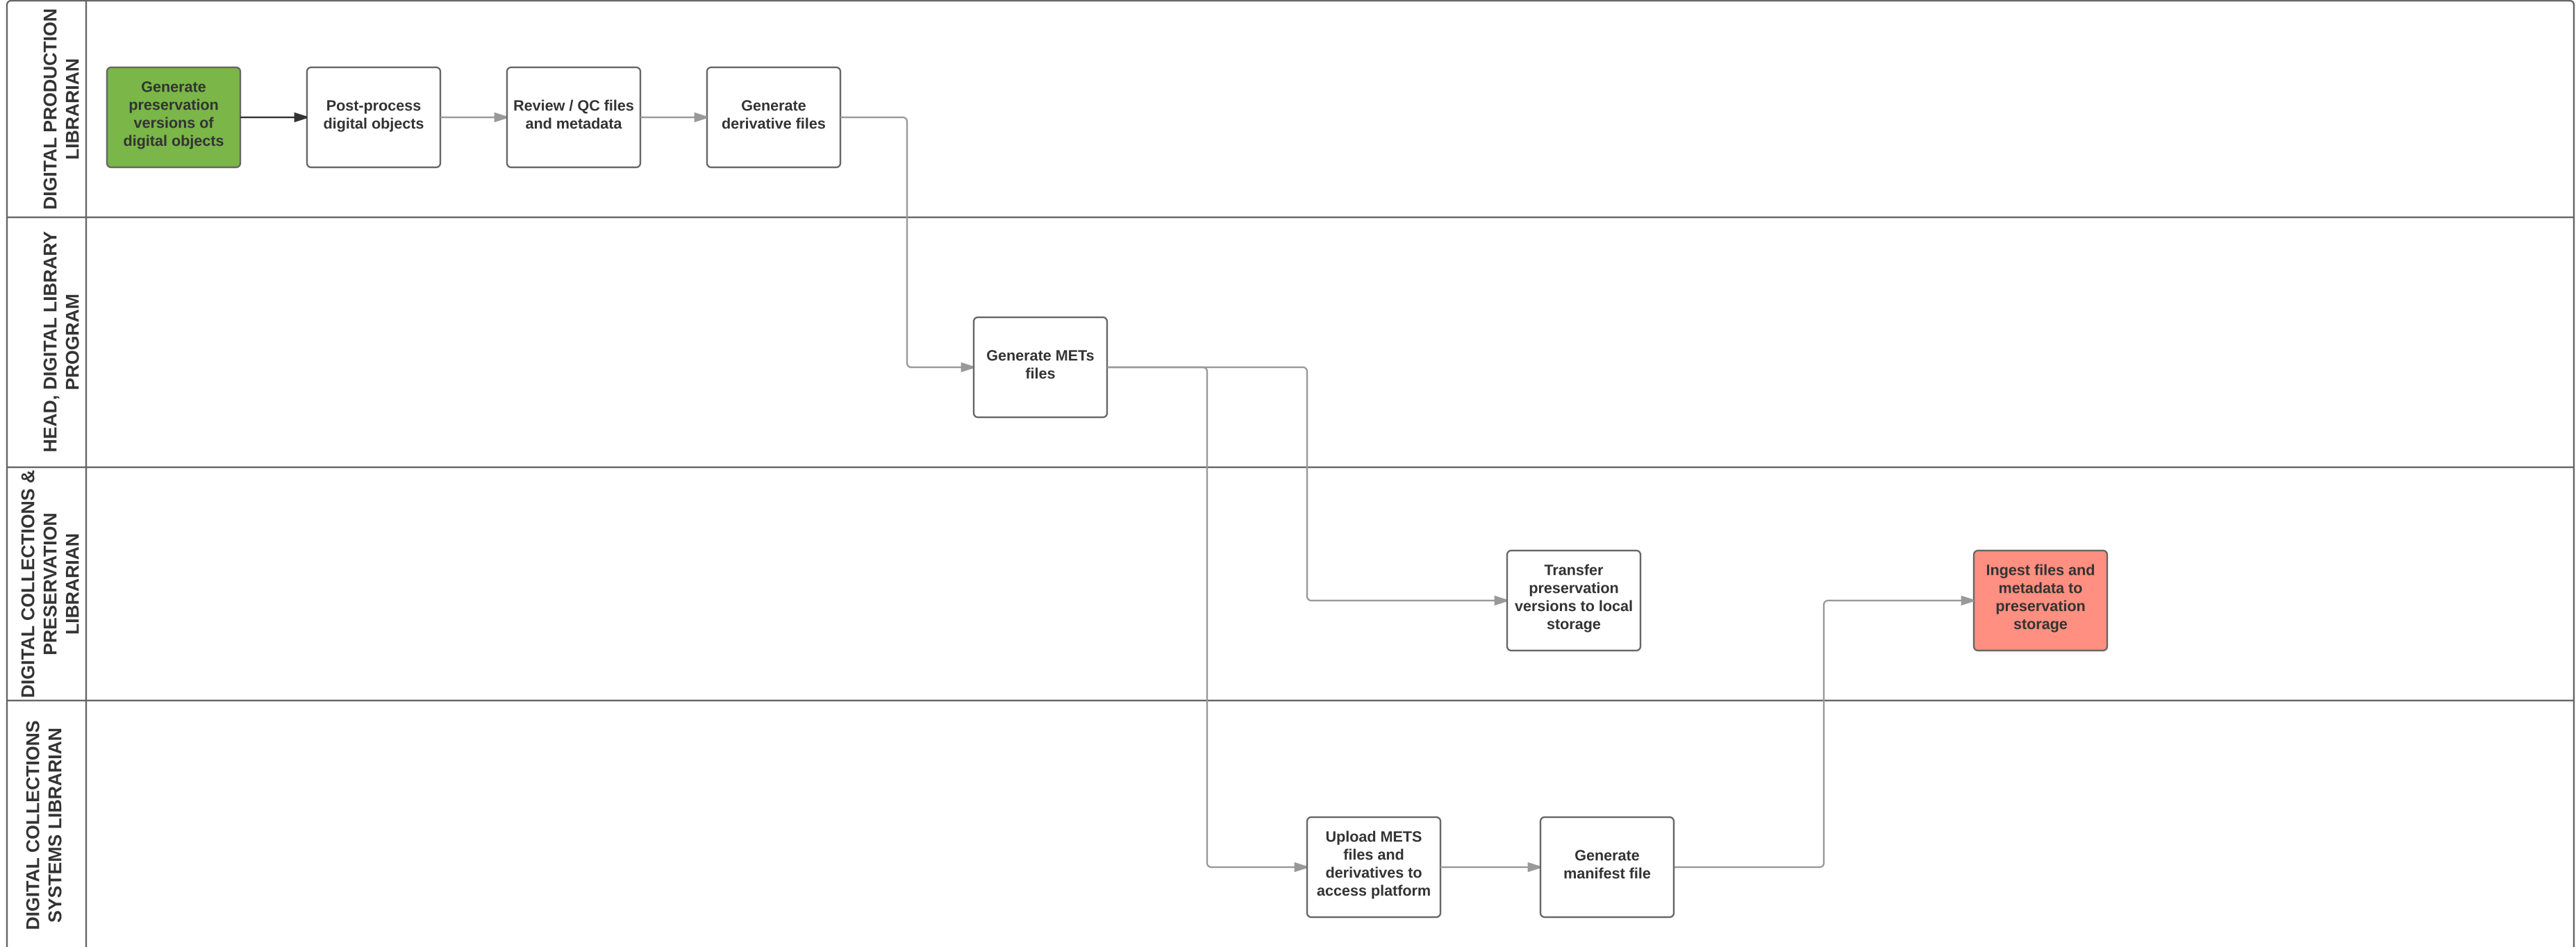 DIGITAL PRODUCTION
LIBRARIAN
Generate
preservation
versions of
digital objects
Post-process
digital objects
Review / QC files
and metadata
Generate
derivative files
HEAD, DIGITAL LIBRARY
PROGRAM
Generate METs
files
DIGITAL COLLECTIONS &
PRESERVATION
LIBRARIAN
Transfer
preservation
versions to local
storage
Ingest files and
metadata to
preservation
storage
DIGITAL COLLECTIONS
SYSTEMS LIBRARIAN
Upload METS
files and
derivatives to
access platform
Generate
manifest file